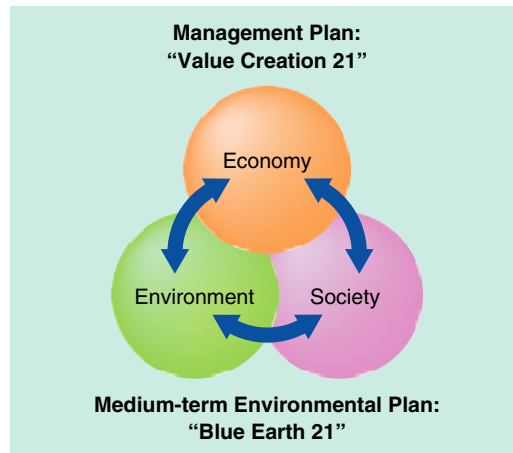 Management Plan:
“Value Creation 21”
Economy
Environment
Society
Medium-term Environmental Plan:
“Blue Earth 21”